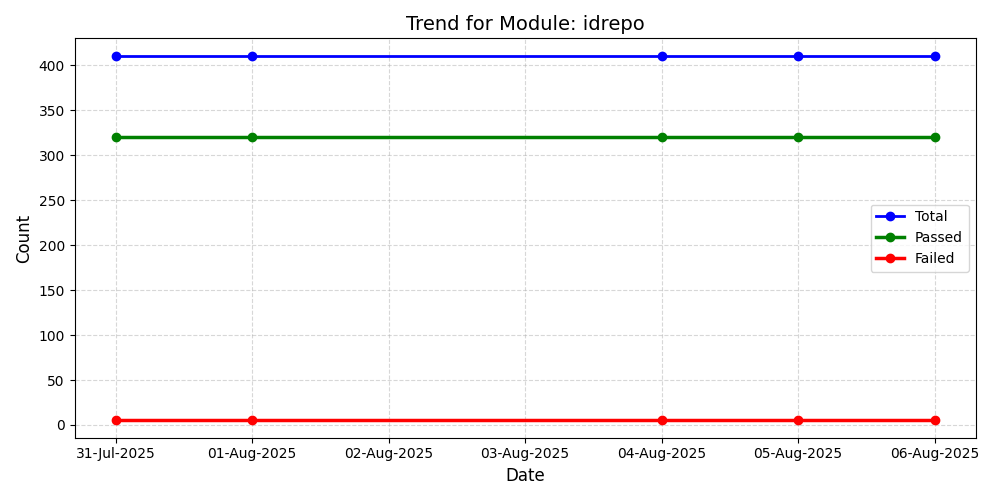 Trend for Module: idrepo
Count
400
350
300
250
200
150
100
50
0
Total
Passed
Failed
31-Jul-2025 01-Aug-2025 02-Aug-2025 03-Aug-2025 04-Aug-2025 05-Aug-2025 06-Aug-2025
Date